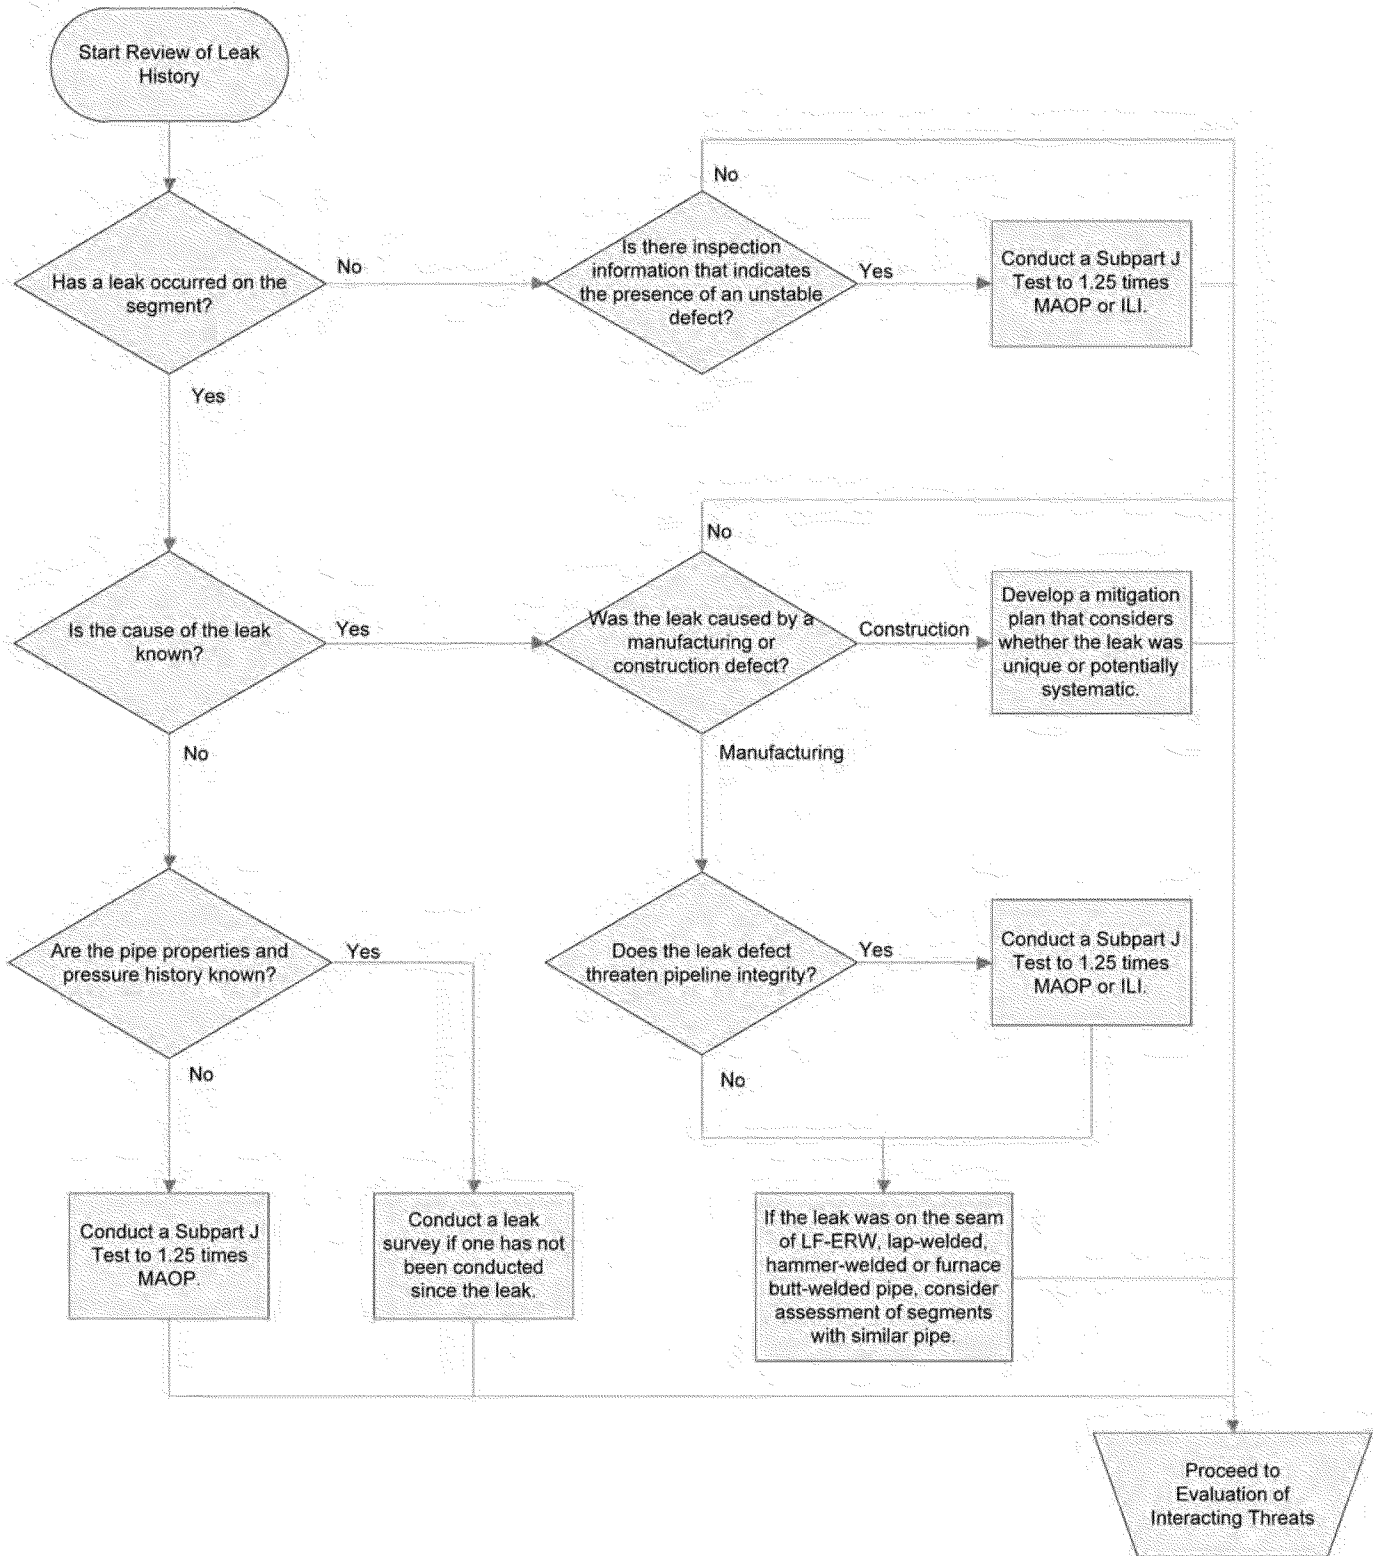 Start Review of Leak
History
No
Has a leak occurred on the
segment?
No
Is there inspection
information that indicates
the presence of an unstable
defect?
Yes
Conduct a Subpart J
Test to 1.25 times
MAOP or ILI.
Yes
No
Is the cause of the leak
known?
Yes
Was the leak caused by a
manufacturing or
construction defect?
Construction
Develop a mitigation
plan that considers
whether the leak was
unique or potentially
systematic.
No
Manufacturing
Are the pipe properties and
pressure history known?
Yes
Does the leak defect
threaten pipeline integrity?
Yes
Conduct a Subpart J
Test to 1.25 times
MAOP or ILI.
No
No
Conduct a Subpart J
Test to 1.25 times
MAOP.
Conduct a leak
survey if one has not
been conducted
since the leak.
If the leak was on the seam
of LF-ERW, lap-welded,
hammer-welded or furnace
butt-welded pipe, consider
assessment of segments
with similar pipe.
Proceed to
Evaluation of
Interacting Threats